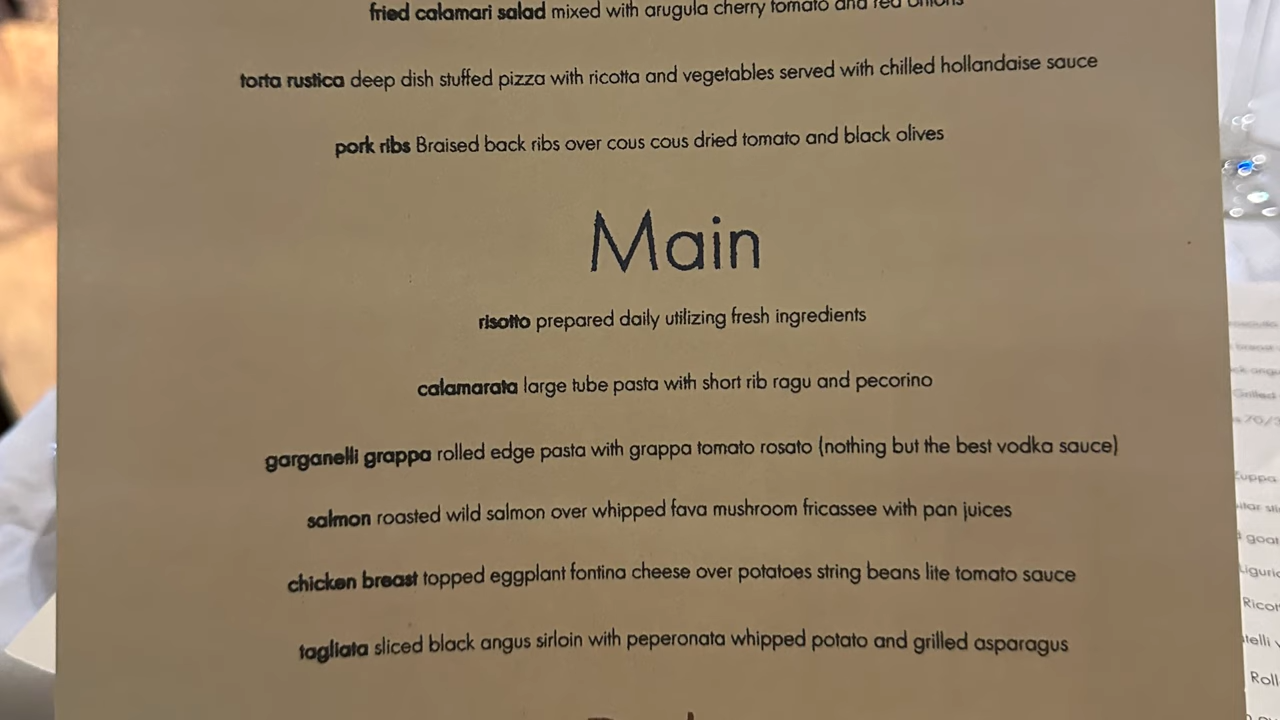 fried calamari salad mixed with arugula cherry tomato and red onions
torta rustica deep dish stuffed pizza with ricotta and vegetables served with chilled hollandaise sauce
pork ribs Braised back ribs over cous cous dried tomato and black olives
Main
risotto prepared daily utilizing fresh ingredients
calamarata large tube pasta with short rib ragu and pecorino
garganelli grappa rolled edge pasta with grappa tomato rosato (nothing but the best vodka sauce)
salmon roasted wild salmon over whipped fava mushroom fricassee with pan juices
chicken breast topped eggplant fontina cheese over potatoes string beans lite tomato sauce
tagliata sliced black angus sirloin with peperonata whipped potato and grilled asparagus
Grilled
Zuppa
goat